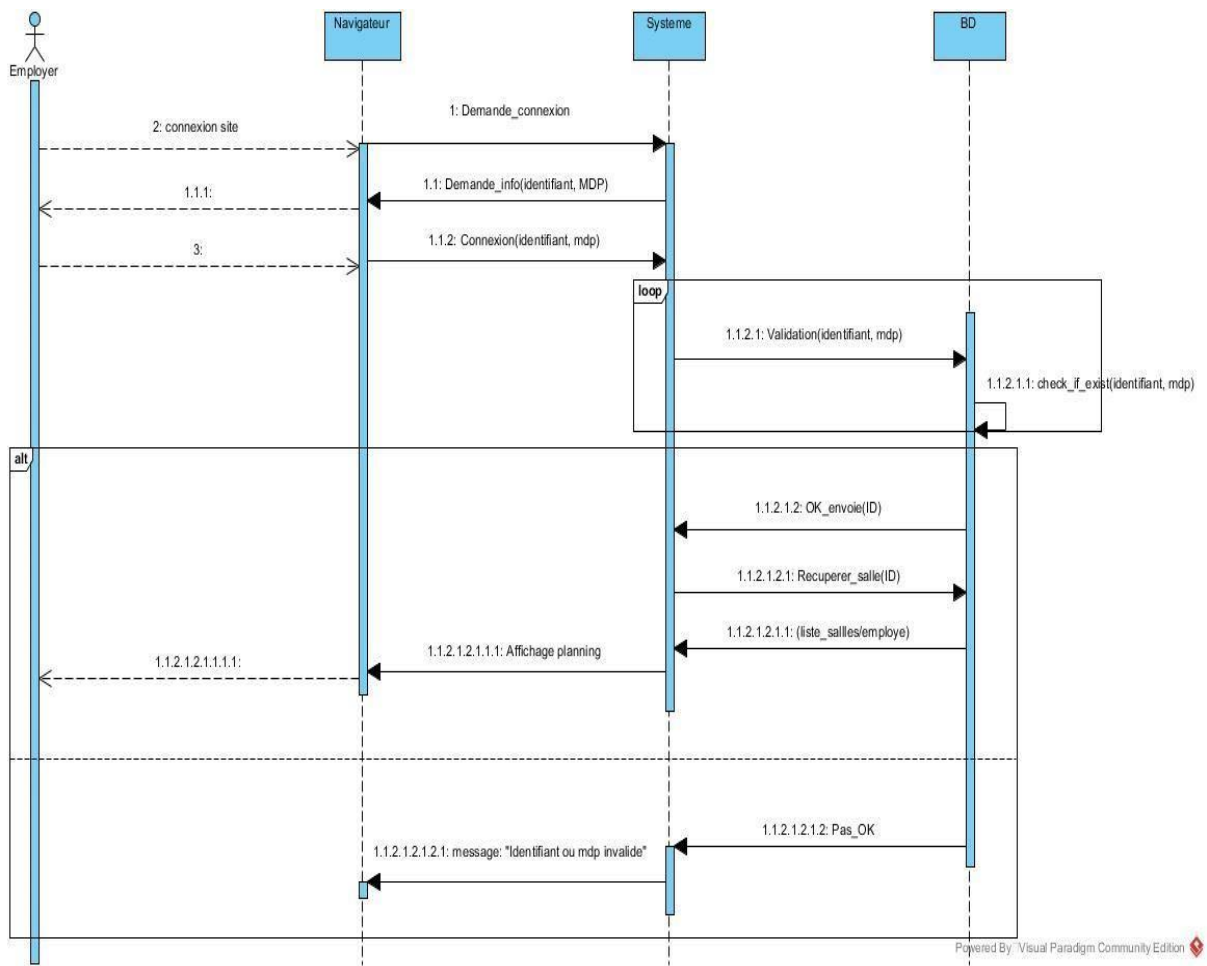 Navigateur
Systeme
BD
Employer
1: Demande_connexion
2: connexion site
1.1: Demande_info(identifiant, MDP)
1.1.1:
1.1.2: Connexion(identifiant, mdp)
3:
loop
1.1.2.1: Validation(identifiant, mdp)
1.1.2.1.1: check_if_exist(identifiant, mdp)
alt
1.1.2.1.2: OK_envoie(ID)
1.1.2.1.2.1: Recuperer_salle(ID)
1.1.2.1.2.1.1: (liste_sallles/employe)
1.1.2.1.2.1.1.1: Affichage planning
1.1.2.1.2.1.1.1.1:
1.1.2.1.2.1.2: Pas_OK
1.1.2.1.2.1.2.1: message: "Identifiant ou mdp invalide"
Powered By Visual Paradigm Community Edition